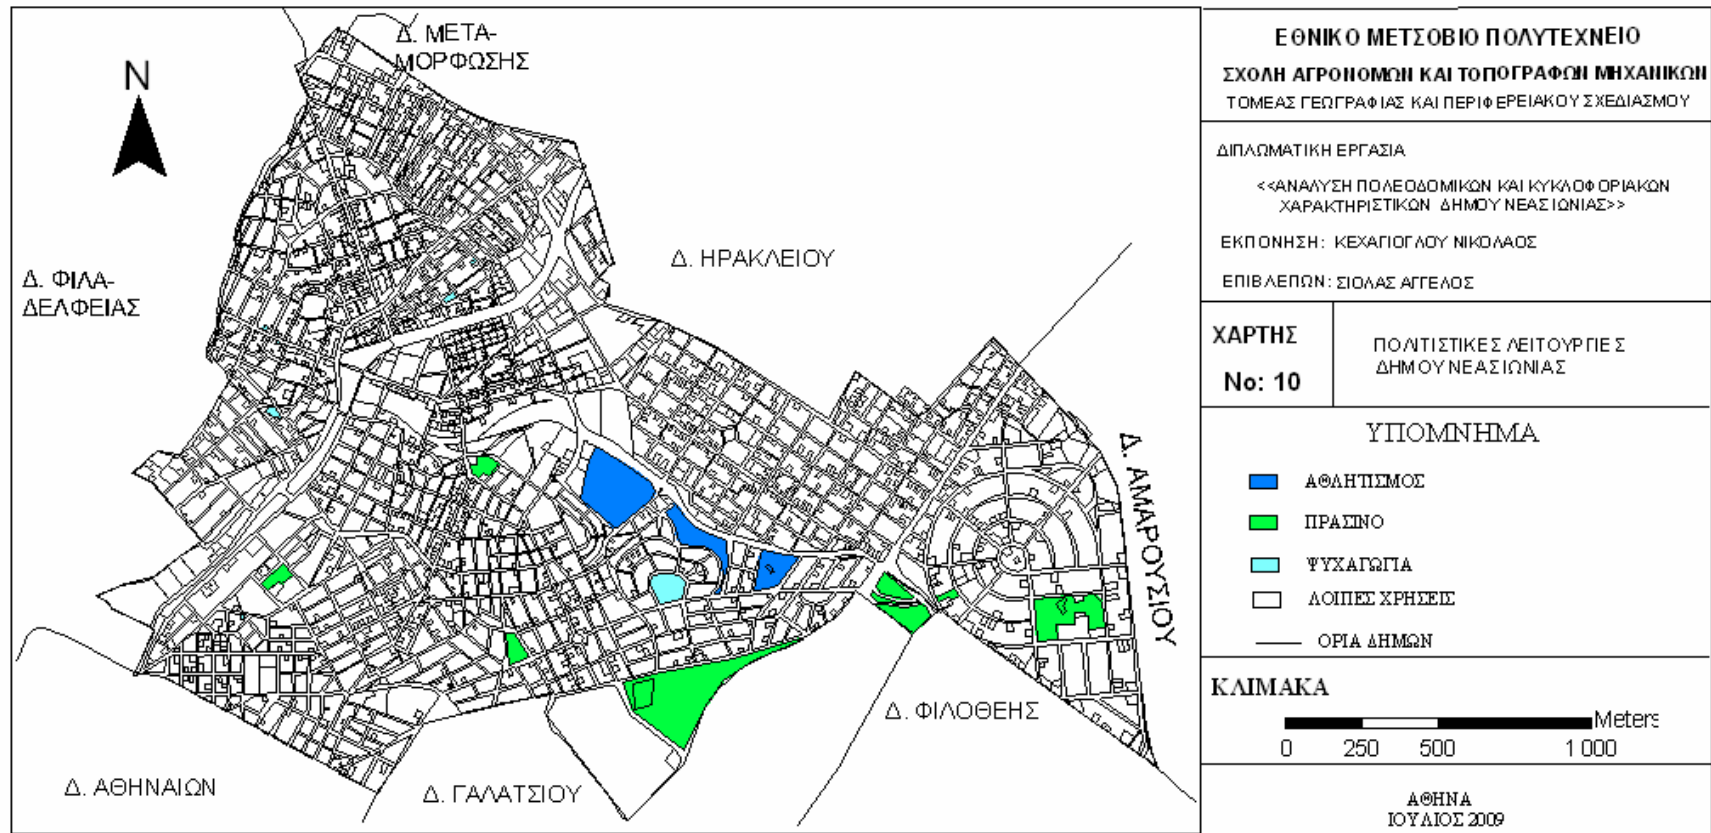 Δ. ΜΕΤΑ-
ΜΟΡΦΩΣΗΣ
N
Δ. ΗΡΑΚΛΕΙΟΥ
Δ. ΦΙΛΑ-
ΔΕΛΦΕΙΑΣ
Δ. ΑΜΑΡΟΥΣΙΟΥ
Δ. ΦΙΛΟΘΕΗΣ
Δ. ΑΘΗΝΑΙΩΝ
Δ. ΓΑΛΑΤΣΙΟΥ
ΕΘΝΙΚΟ ΜΕΤΣΟΒΙΟ ΠΟΛΥΤΕΧΝΕΙΟ
ΣΧΟΛΗ ΑΓΡΟΝΟΜΩΝ ΚΑΙ ΤΟΠΟΓΡΑΦΩΝ ΜΗΧΑΝΙΚΩΝ
ΤΟΜΕΑΣ ΓΕΩΓΡΑΦΙΑΣ ΚΑΙ ΠΕΡΙΦΕΡΕΙΑΚΟΥ ΣΧΕΔΙΑΣΜΟΥ
ΔΙΠΛΩΜΑΤΙΚΗ ΕΡΓΑΣΙΑ
<<ΑΝΑΛΥΣΗ ΠΟΛΕΟΔΟΜΙΚΩΝ ΚΑΙ ΚΥΚΛΟΦΟΡΙΑΚΩΝ
ΧΑΡΑΚΤΗΡΙΣΤΙΚΩΝ ΔΗΜΟΥ ΝΕΑΣ ΙΩΝΙΑΣ>>
ΕΚΠΟΝΗΣΗ: ΚΕΧΑΓΙΟΓΛΟΥ ΝΙΚΟΛΑΟΣ
ΕΠΙΒΛΕΠΩΝ: ΣΙΟΛΑΣ ΑΓΓΕΛΟΣ
ΧΑΡΤΗΣ
No: 10
ΠΟΛΙΤΙΣΤΙΚΕΣ ΛΕΙΤΟΥΡΓΙΕΣ
ΔΗΜΟΥ ΝΕΑΣ ΙΩΝΙΑΣ
ΥΠΟΜΝΗΜΑ
ΑΘΛΗΤΙΣΜΟΣ
ΠΡΑΣΙΝΟ
ΨΥΧΑΓΩΓΙΑ
ΛΟΙΠΕΣ ΧΡΗΣΕΙΣ
ΟΡΙΑ ΔΗΜΩΝ
ΚΛΙΜΑΚΑ
Meters
0 250 500 1 000
ΑΘΗΝΑ
ΙΟΥΛΙΟΣ 2009